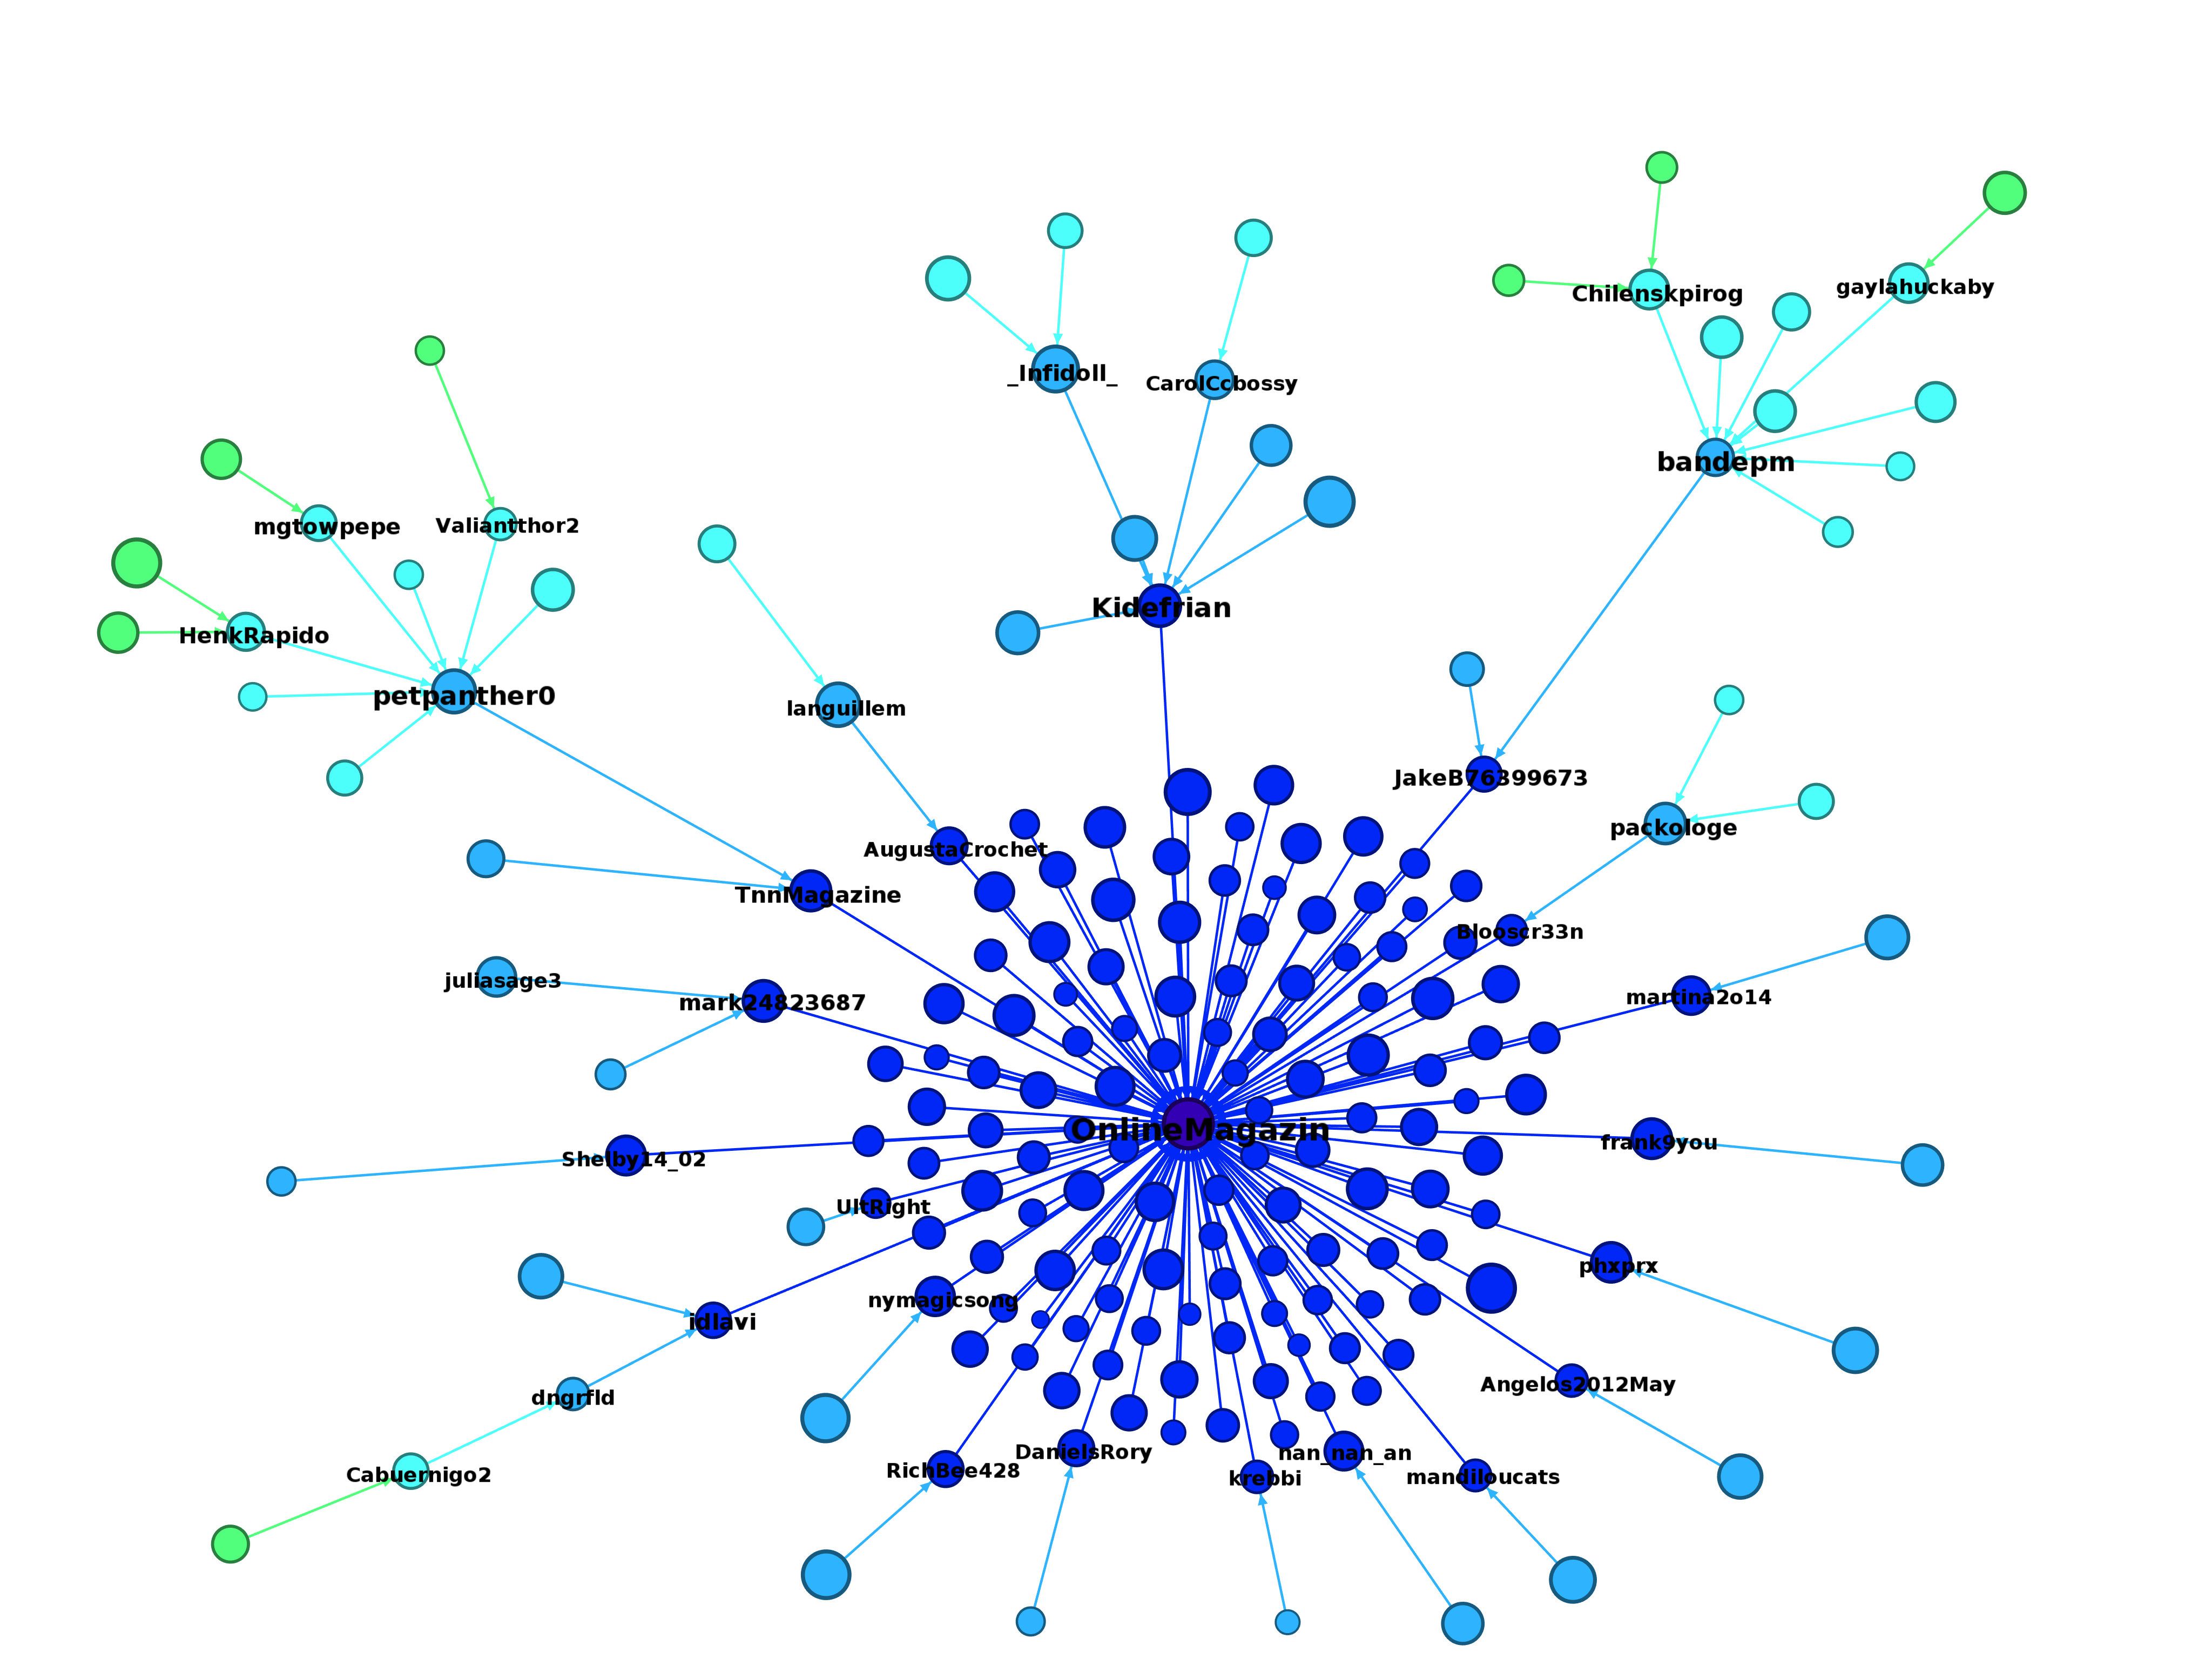 Chilenskpirog
gaylahuckaby
_Infidoll_
CarolCcbossy
bandepm
mgtowpepe
Valiantthor2
Kidefrian
HenkRapido
petpanther0
languillem
JakeB76399673
packologe
AugustaCrochet
TnnMagazine
Blooscr33n
juliasage3
mark24823687
martina2o14
OnlineMagazin
frank9you
Shelby14_02
UltRight
phxprx
nymagicsong
idlavi
Angelos2012May
dngrfld
DanielsRory
nan_nan_an
RichBee428
krebbi
mandiloucats
Cabuernigo2